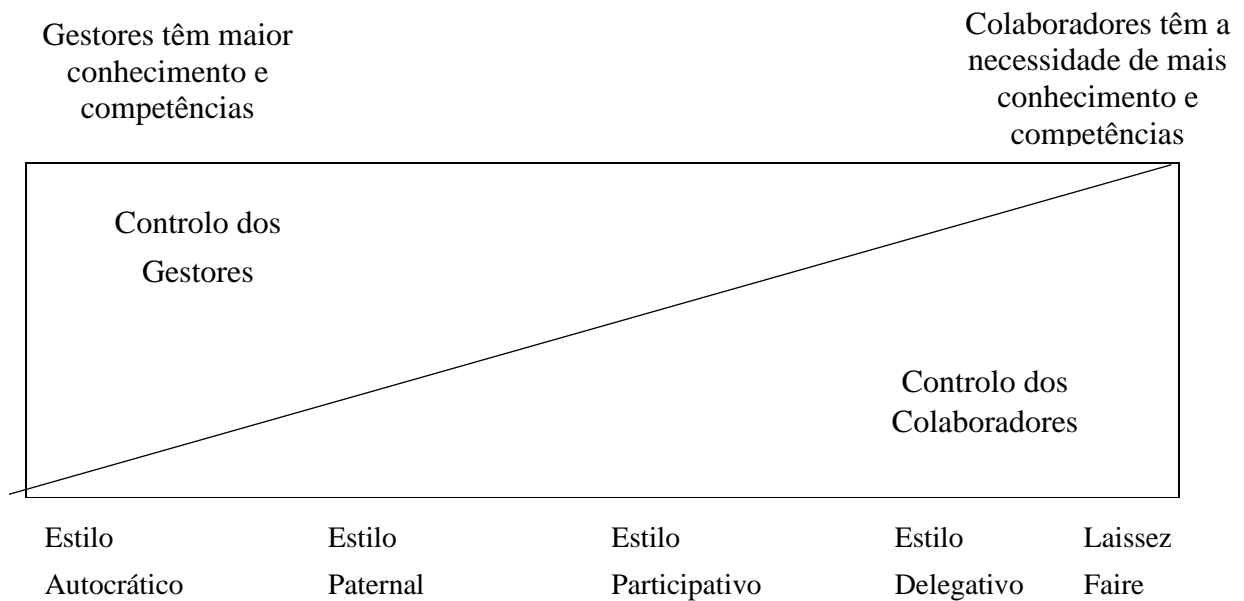 Gestores têm maior
conhecimento e
competências
Colaboradores têm a
necessidade de mais
conhecimento e
competências
Controlo dos
Gestores
Controlo dos
Colaboradores
Estilo
Autocrático
Estilo
Paternal
Estilo
Participativo
Estilo
Delegativo
Laissez
Faire